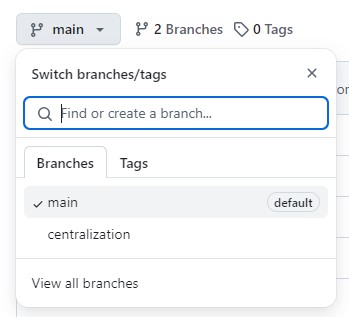 main 2 Branches 0 Tags
Switch branches/tags
Find or create a branch...
Branches Tags
main default
centralization
View all branches
or